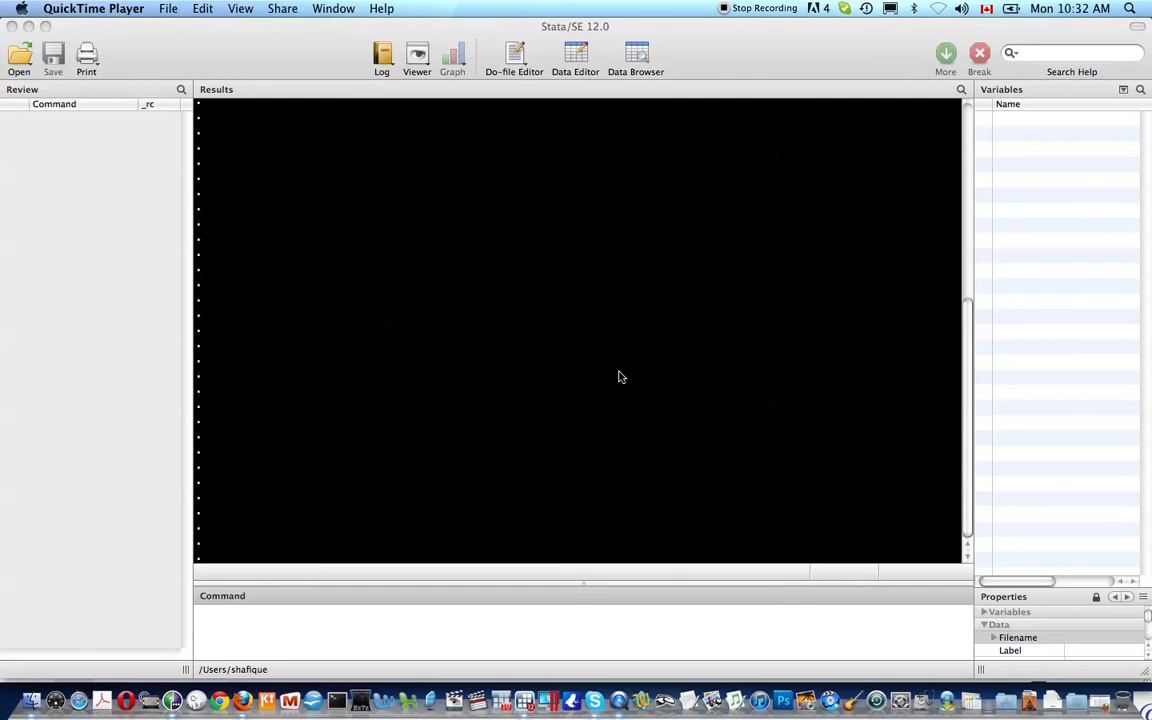 QuickTime Player File Edit View Share Window Help Stop Recording 4 Mon 10:32 AM
Stata/SE 12.0
Open Save Print Log Viewer Graph Do-file Editor Data Editor Data Browser More Break Search Help
Review Results Variables
Command _rc Name
Command
Properties
Variables
Data
Filename
Label
/Users/shafique